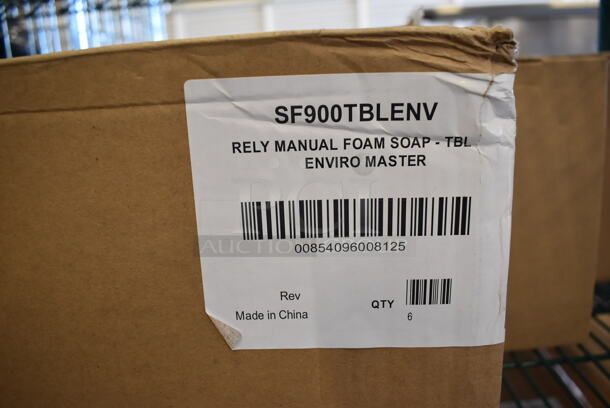 SF900TBLENV
RELY MANUAL FOAM SOAP - TBL
ENVIRO MASTER
00854096008125
Rev
QTY
Made in China
6